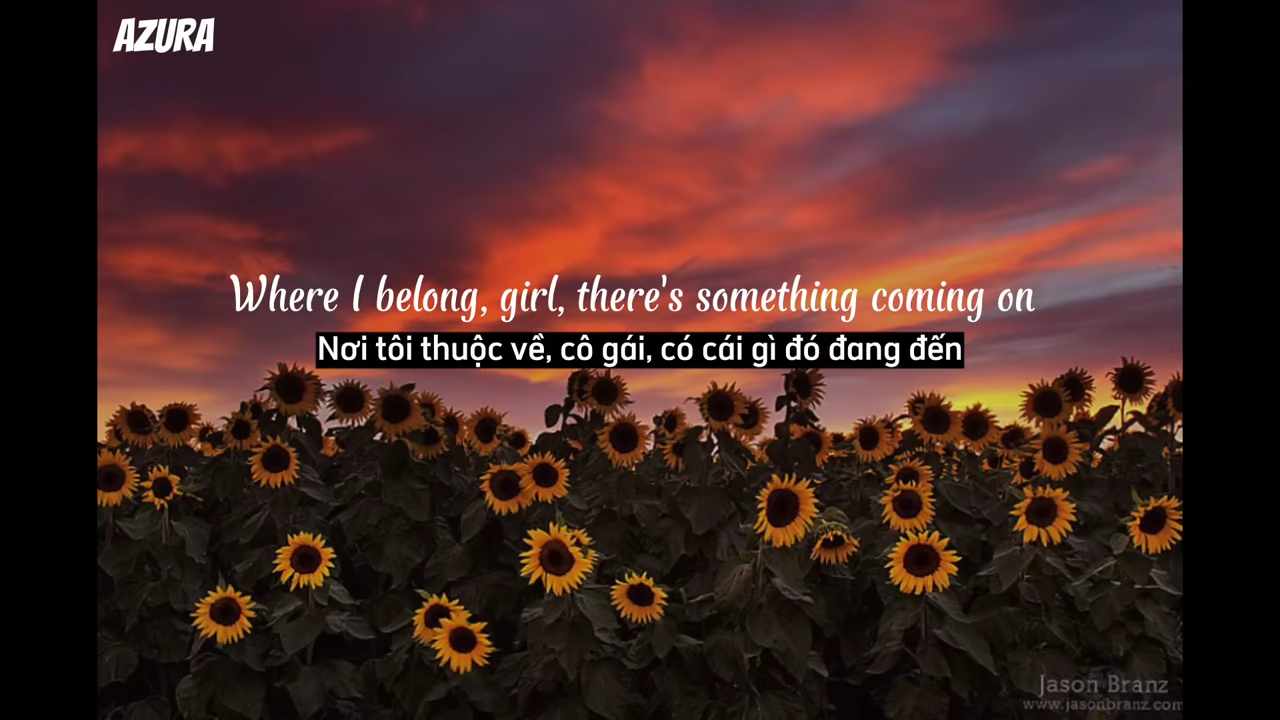 AZURA
Where I belong, girl, there's something coming on
Nơi tôi thuộc về, cô gái, có cái gì đó đang đến
Jason Branz
www.jasonbranz.com